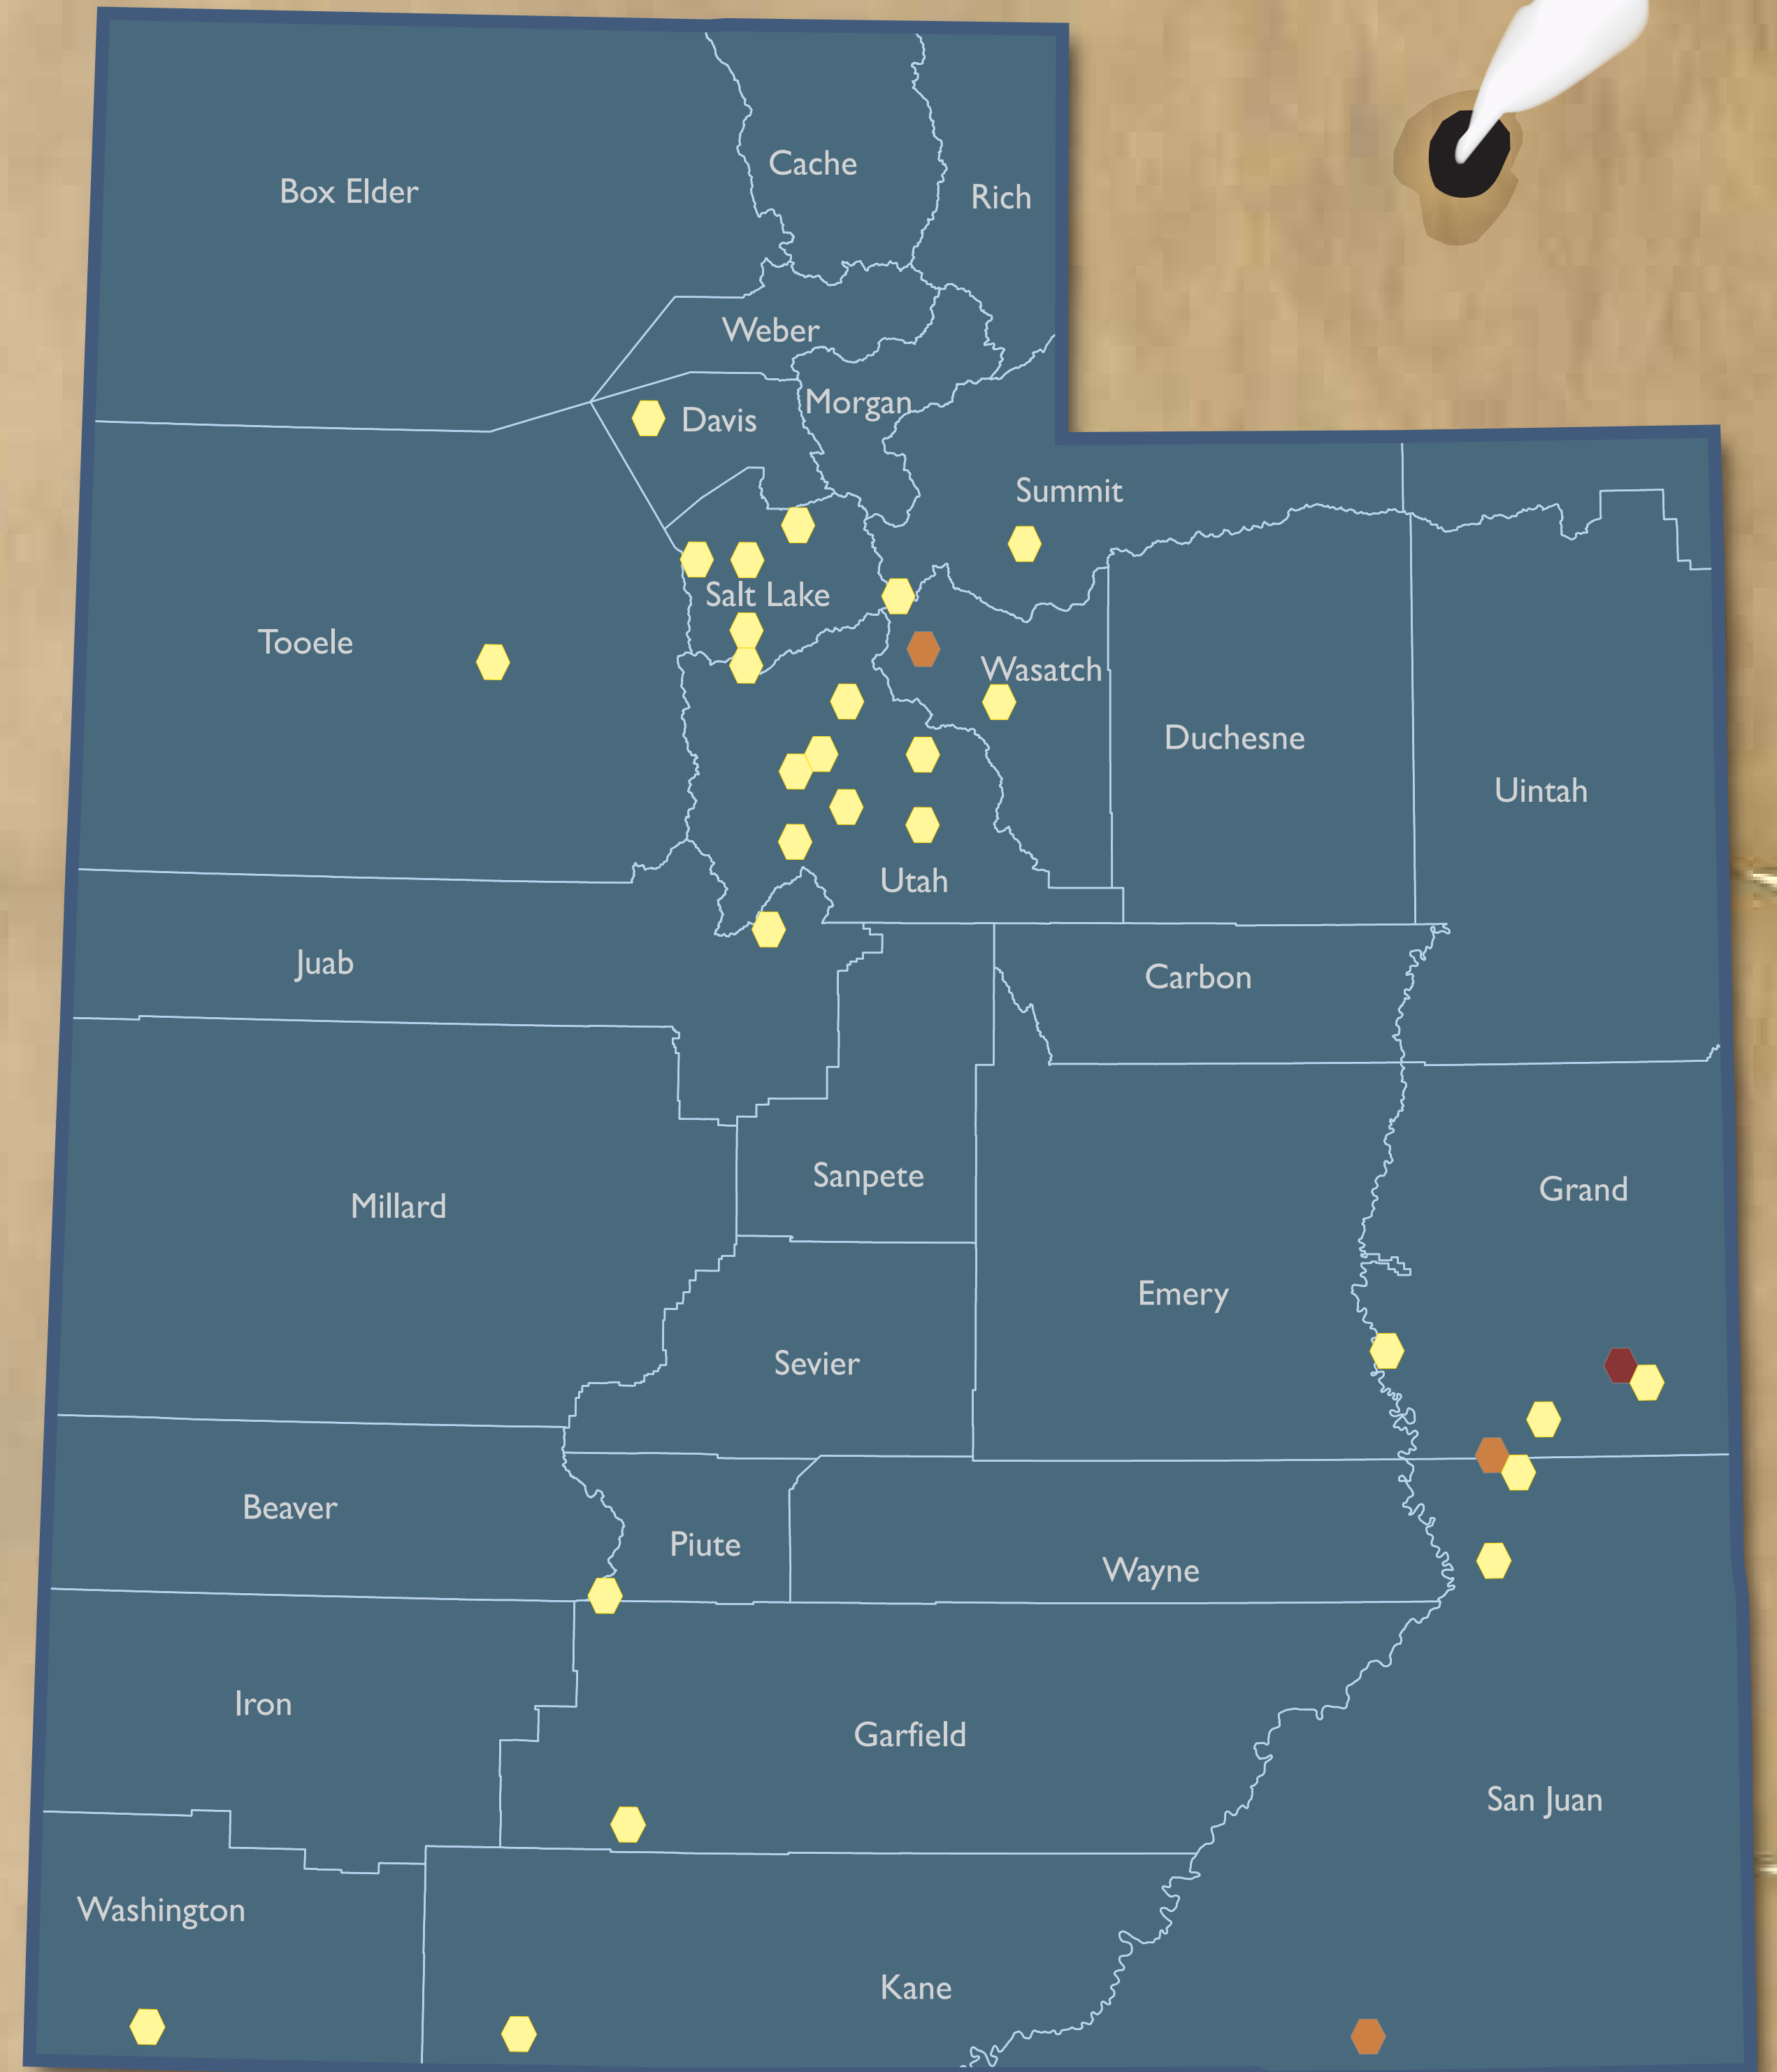 Cache
Box Elder
Rich
Weber
Morgan
Davis
Summit
Salt Lake
Tooele
Wasatch
Duchesne
Uintah
Utah
Juab
Carbon
Sanpete
Grand
Millard
Emery
Sevier
Beaver
Piute
Wayne
Iron
Garfield
San Juan
Washington
Kane